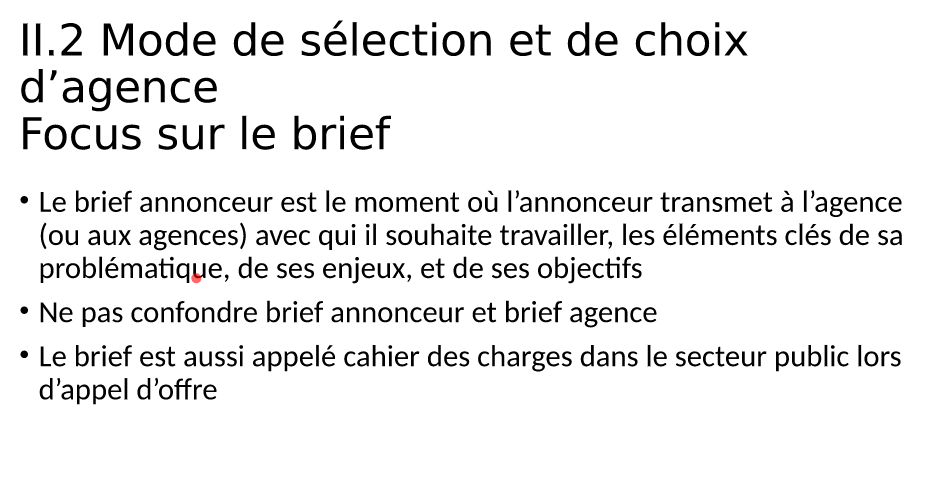 II.2 Mode de sélection et de choix
d’agence
Focus sur le brief
• Le brief annonceur est le moment où l’annonceur transmet à l’agence
(ou aux agences) avec qui il souhaite travailler, les éléments clés de sa
problématique, de ses enjeux, et de ses objectifs
• Ne pas confondre brief annonceur et brief agence
• Le brief est aussi appelé cahier des charges dans le secteur public lors
d’appel d’offre